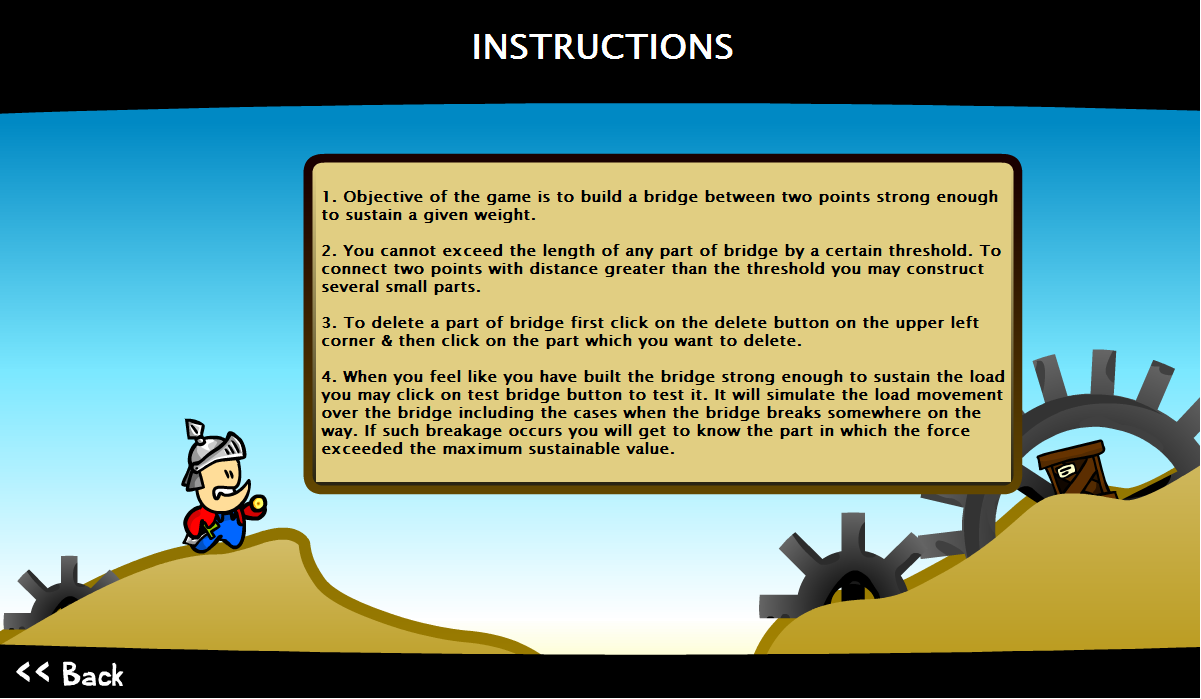 INSTRUCTIONS
1. Objective of the game is to build a bridge between two points strong enough
to sustain a given weight.
2. You cannot exceed the length of any part of bridge by a certain threshold. To
connect two points with distance greater than the threshold you may construct
several small parts.
3. To delete a part of bridge first click on the delete button on the upper left
corner & then click on the part which you want to delete.
4. When you feel like you have built the bridge strong enough to sustain the load
you may click on test bridge button to test it. It will simulate the load movement
over the bridge including the cases when the bridge breaks somewhere on the
way. If such breakage occurs you will get to know the part in which the force
exceeded the maximum sustainable value.
<< Back